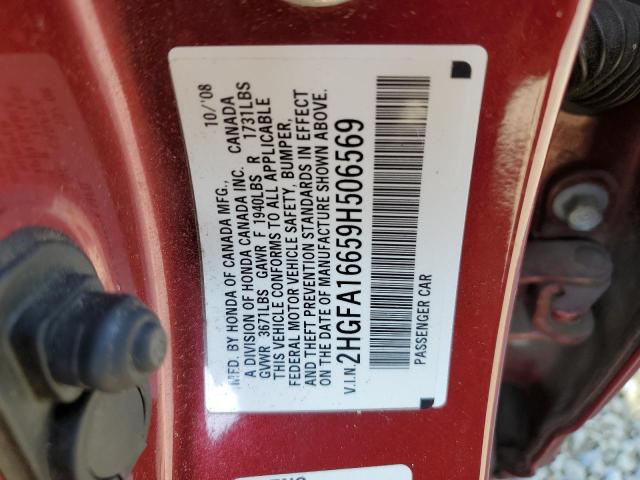 MFD. BY HONDA OF CANADA MFG., 10/'08
A DIVISION OF HONDA CANADA INC. CANADA
GVWR 3671LBS GAWR F 1940LBS R 1731LBS
THIS VEHICLE CONFORMS TO ALL APPLICABLE
FEDERAL MOTOR VEHICLE SAFETY, BUMPER,
AND THEFT PREVENTION STANDARDS IN EFFECT
ON THE DATE OF MANUFACTURE SHOWN ABOVE.
V.I.N. 2HGFA16659H506569
PASSENGER CAR